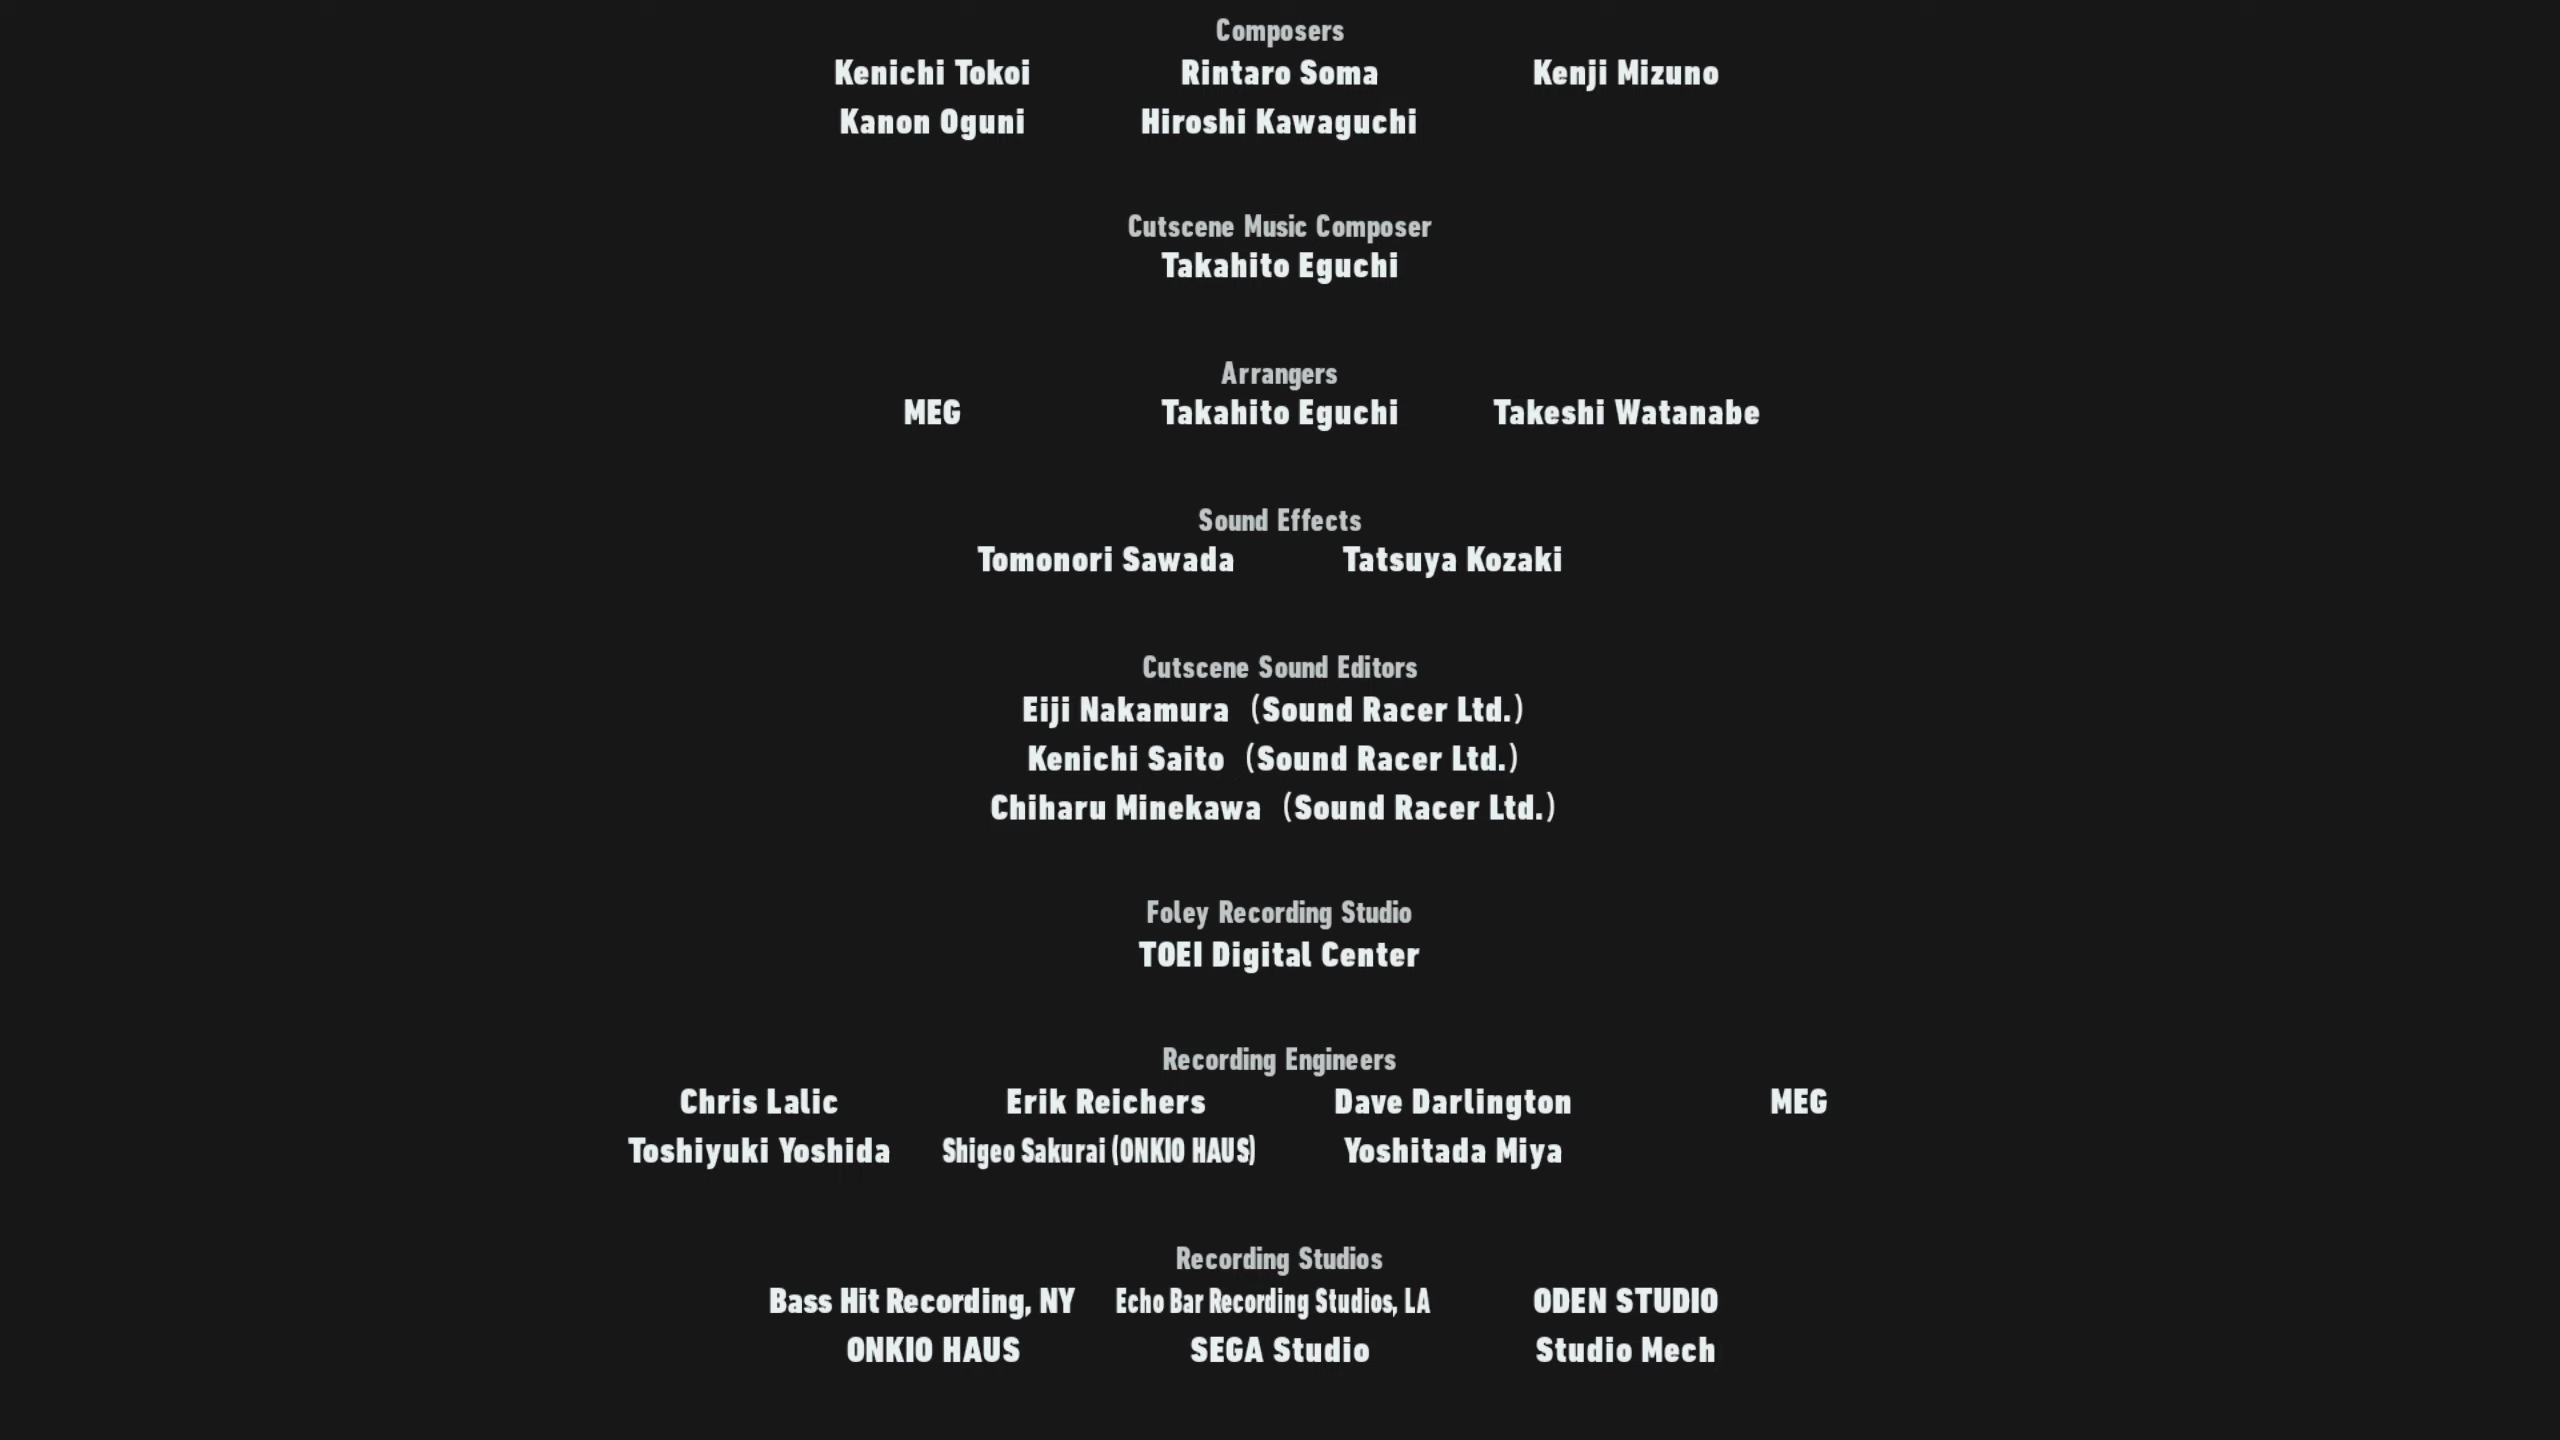 Composers
Kenichi Tokoi Rintaro Soma Kenji Mizuno
Kanon Oguni Hiroshi Kawaguchi
Cutscene Music Composer
Takahito Eguchi
Arrangers
MEG Takahito Eguchi Takeshi Watanabe
Sound Effects
Tomonori Sawada Tatsuya Kozaki
Cutscene Sound Editors
Eiji Nakamura (Sound Racer Ltd.)
Kenichi Saito (Sound Racer Ltd.)
Chiharu Minekawa (Sound Racer Ltd.)
Foley Recording Studio
TOEI Digital Center
Recording Engineers
Chris Lalic Erik Reichers Dave Darlington MEG
Toshiyuki Yoshida Shigeo Sakurai (ONKIO HAUS) Yoshitada Miya
Recording Studios
Bass Hit Recording, NY Echo Bar Recording Studios, LA ODEN STUDIO
ONKIO HAUS SEGA Studio Studio Mech